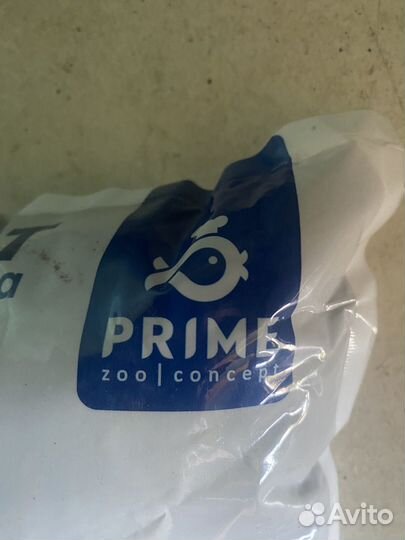 Т
а
PRIME
zoo | concept
Avito